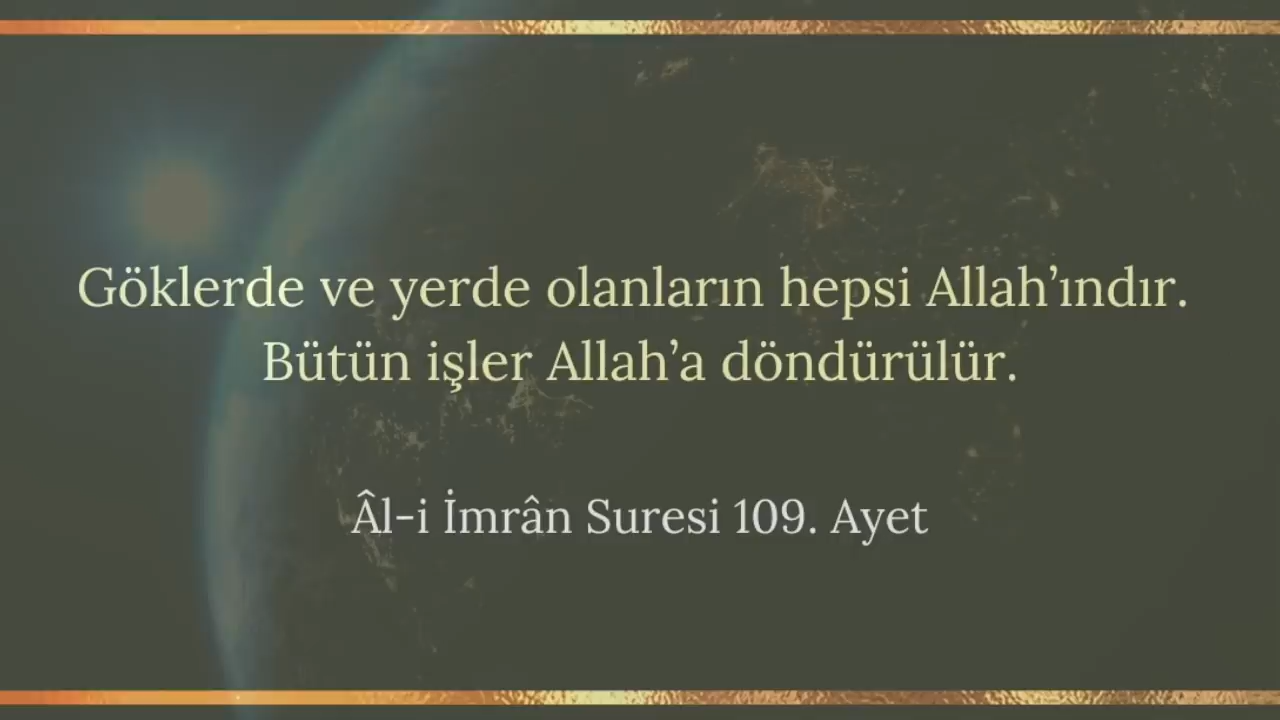 Göklerde ve yerde olanların hepsi Allah’ındır.
Bütün işler Allah’a döndürülür.
Âl-i İmrân Suresi 109. Ayet